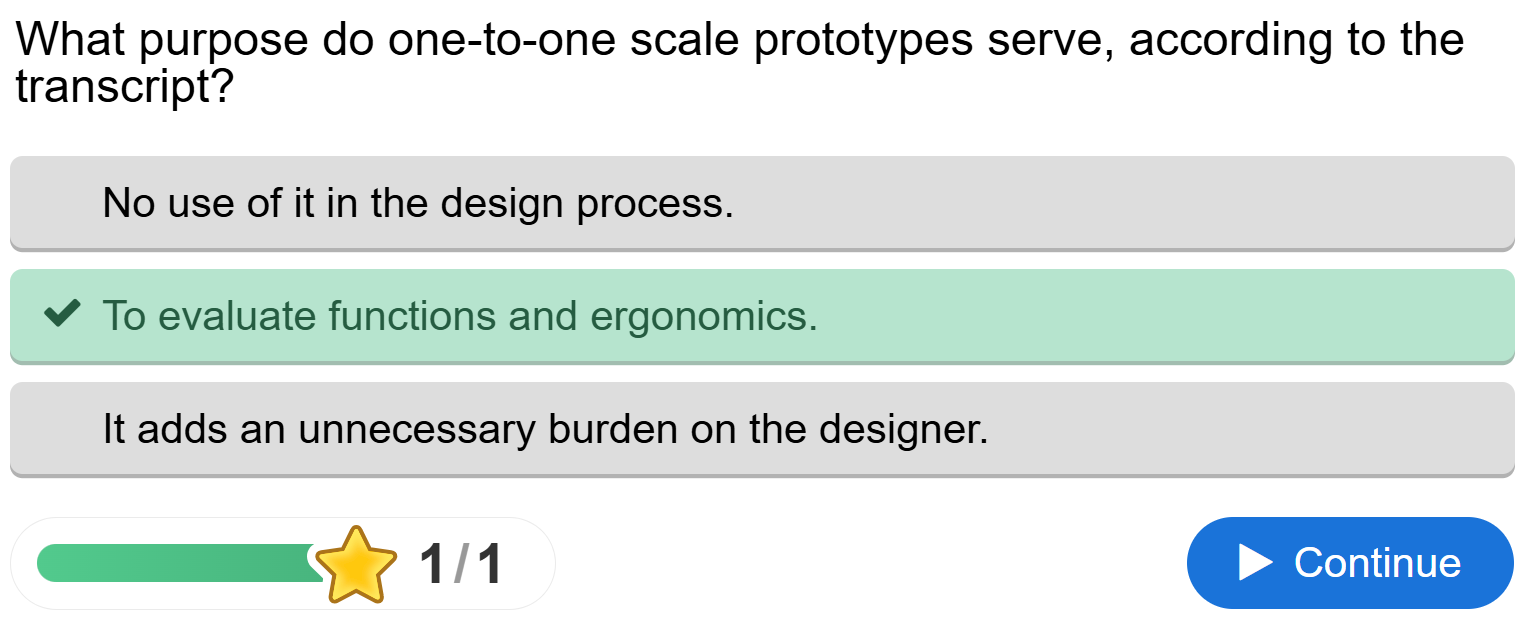 What purpose do one-to-one scale prototypes serve, according to the
transcript?
No use of it in the design process.
To evaluate functions and ergonomics.
It adds an unnecessary burden on the designer.
1/1
Continue